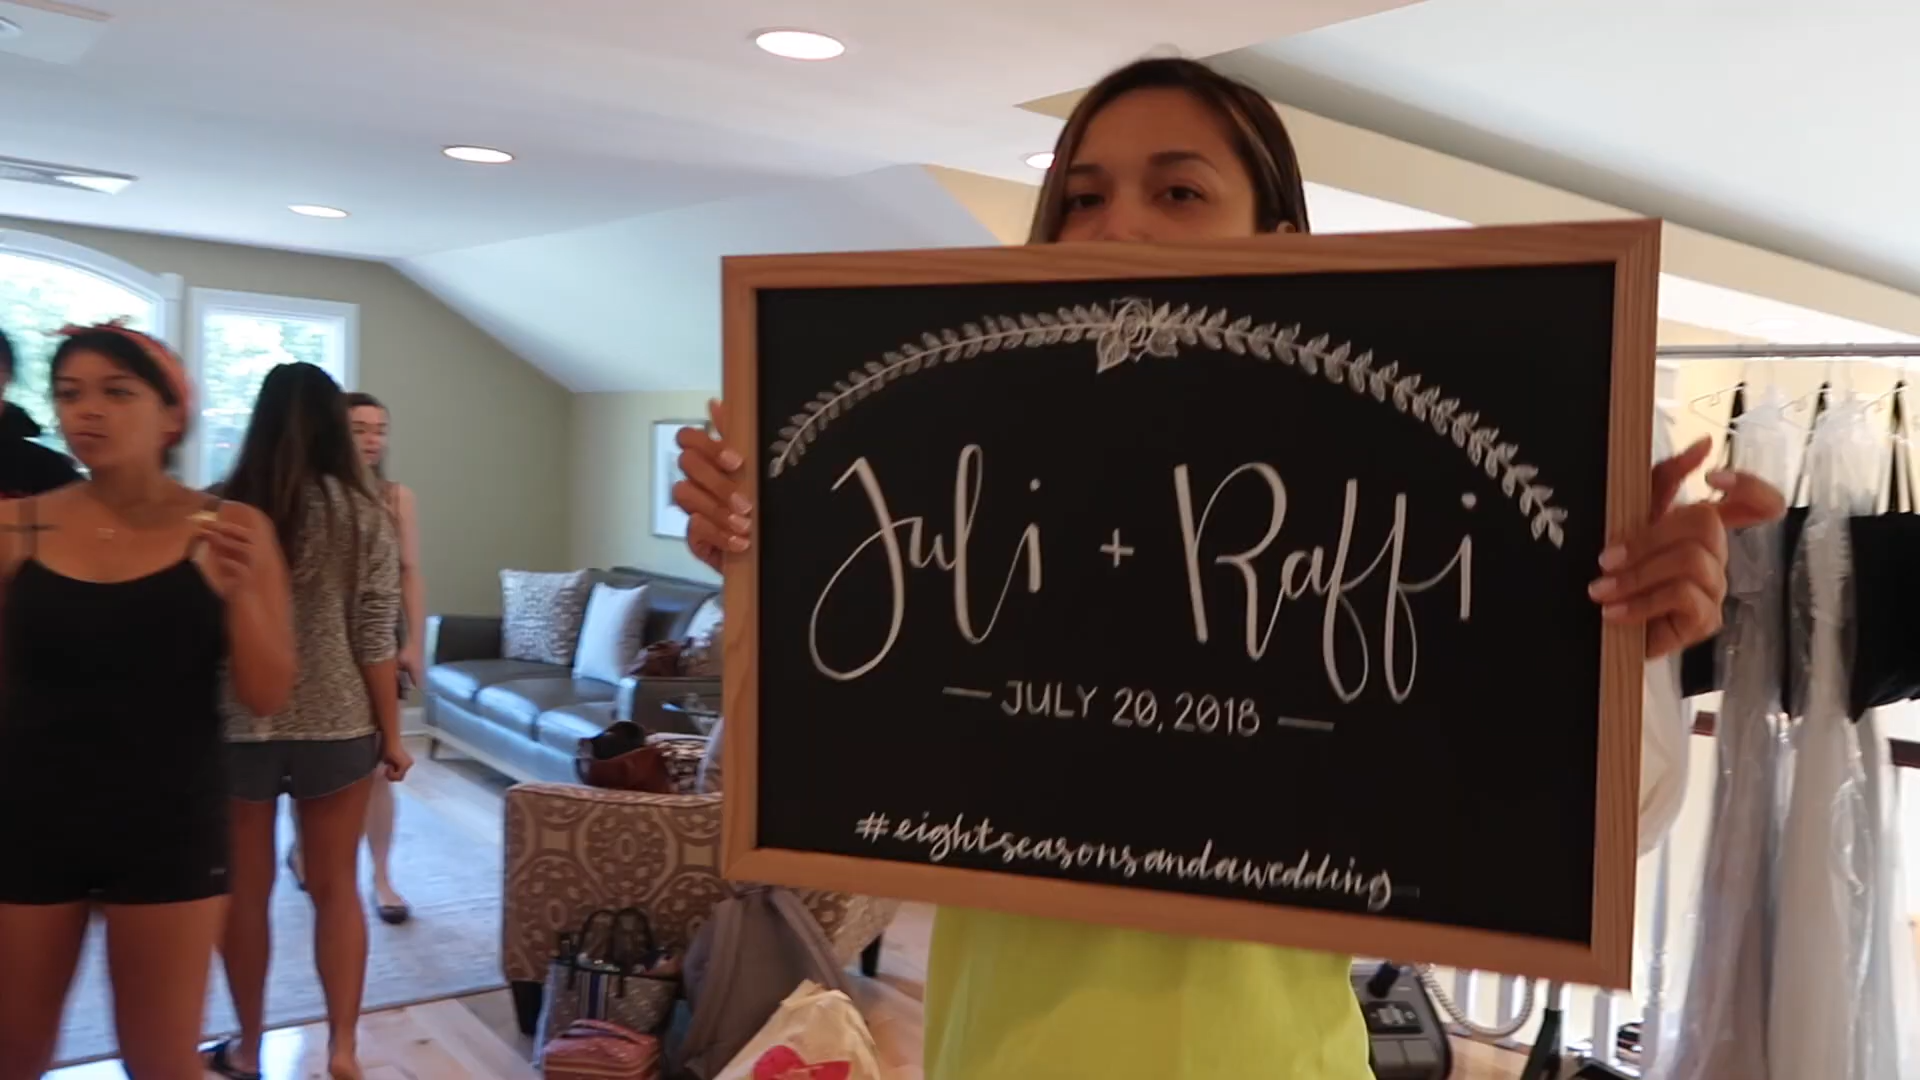 Juli + Raffi
— JULY 20, 2018 —
#eightseasonsandawedding